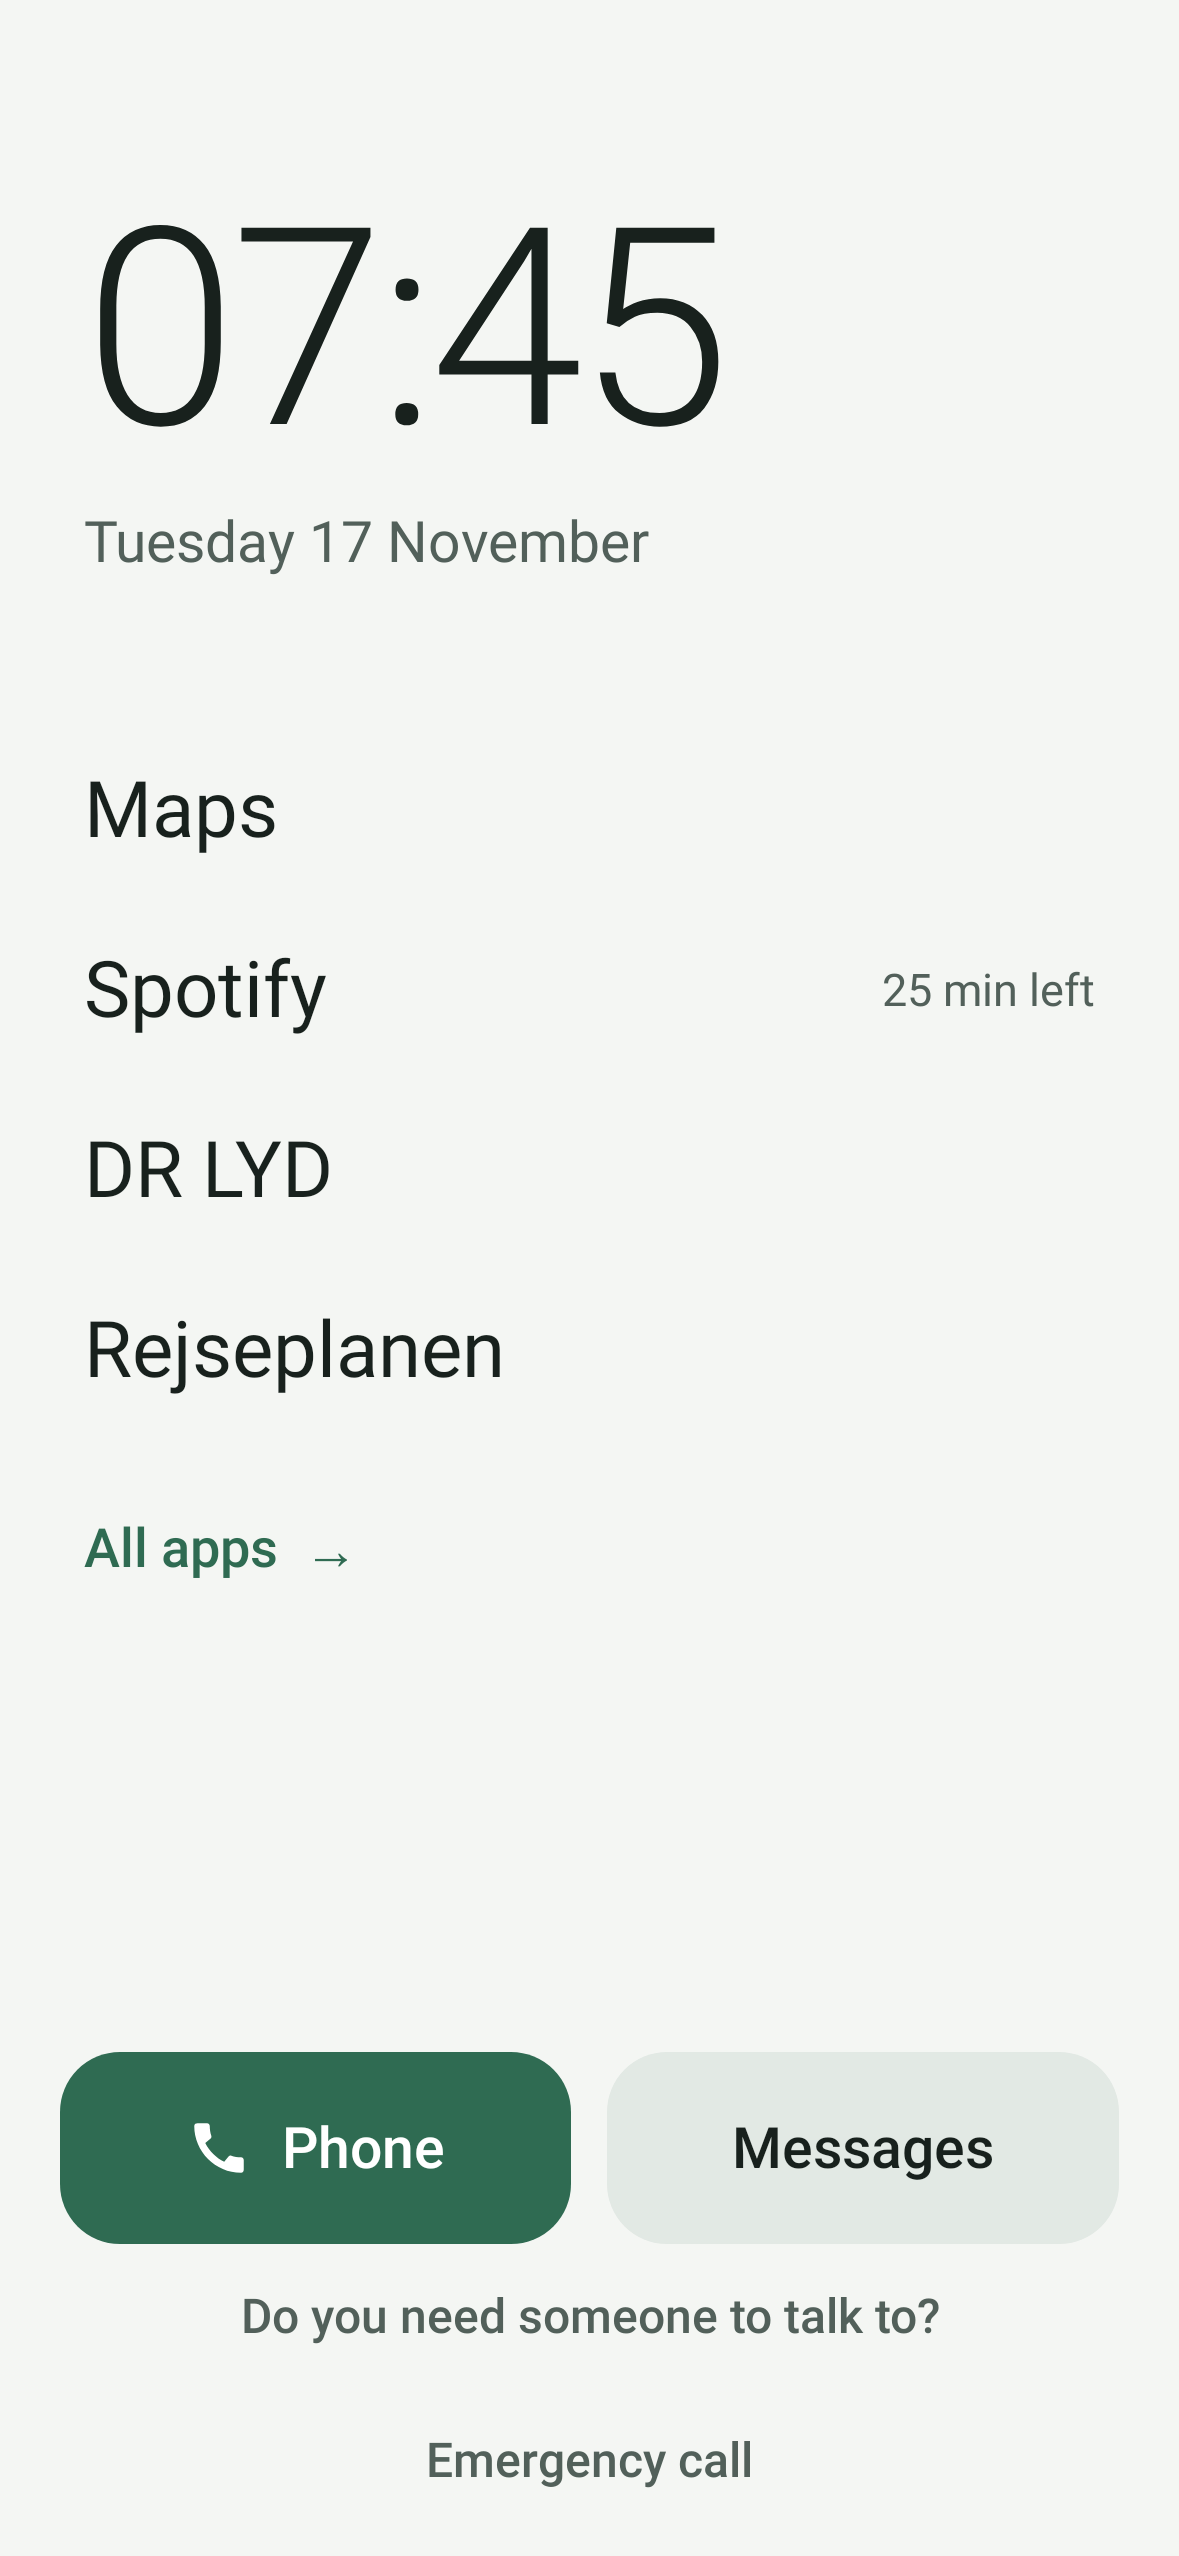 07:45
Tuesday 17 November
Maps
Spotify 25 min left
DR LYD
Rejseplanen
All apps →
Phone Messages
Do you need someone to talk to?
Emergency call